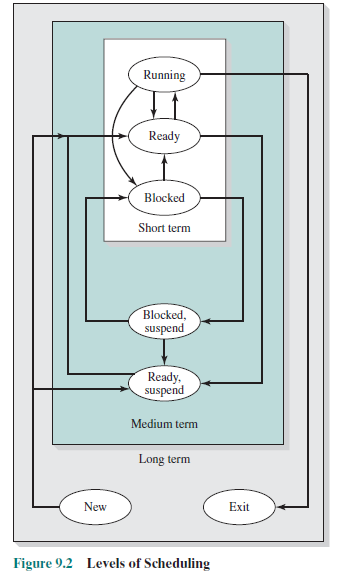 Running
Ready
Blocked
Short term
Blocked,
suspend
Ready,
suspend
Medium term
Long term
New
Exit
Figure 9.2 Levels of Scheduling